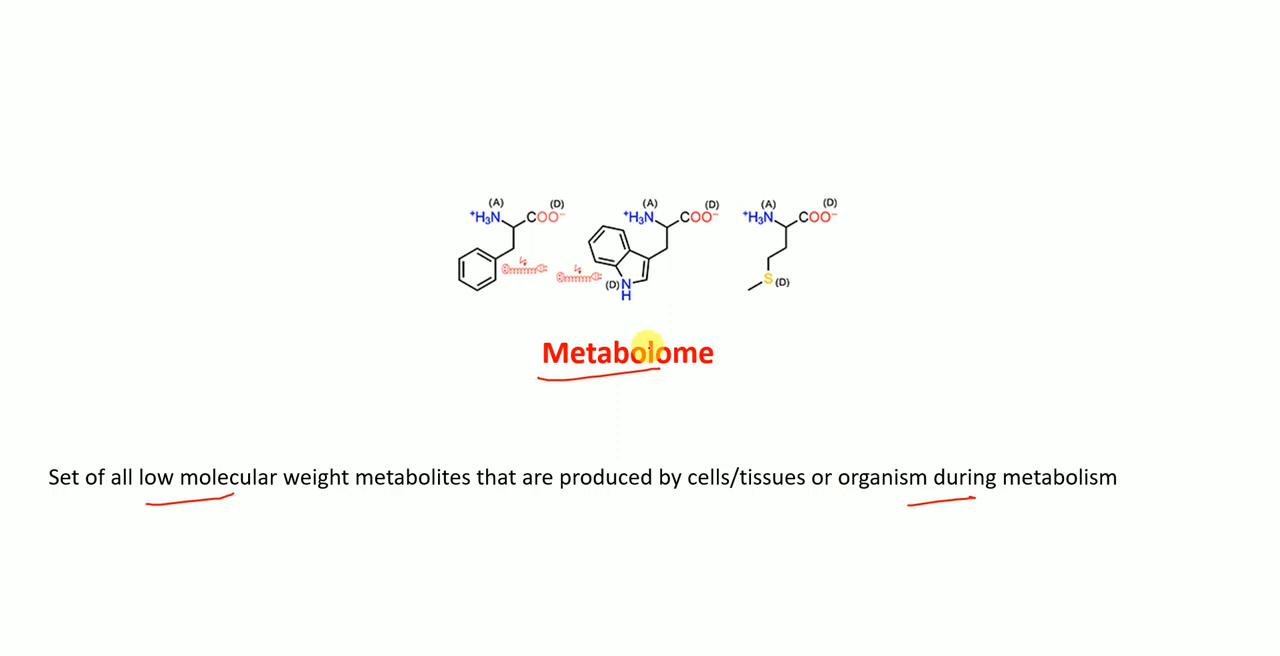 (A) (D) (A) (D) (A) (D)
⁺H₃N COO⁻ ⁺H₃N COO⁻ ⁺H₃N COO⁻
(D) N S (D)
H
Metabolome
Set of all low molecular weight metabolites that are produced by cells/tissues or organism during metabolism